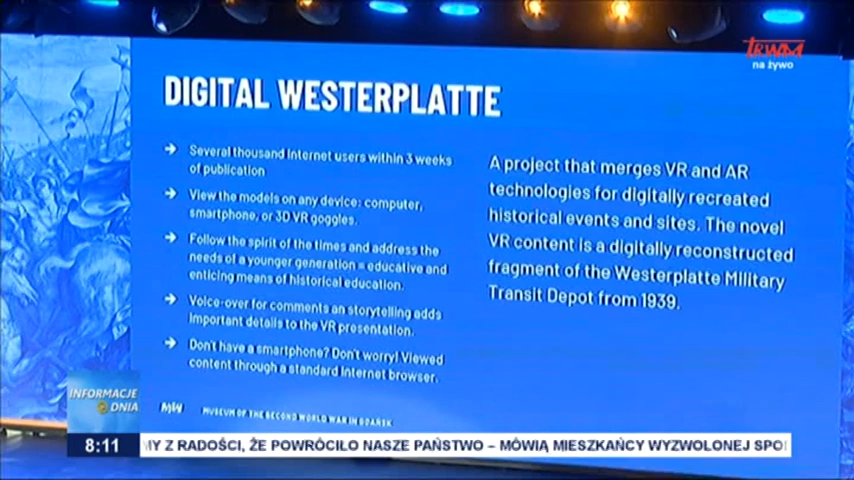 TRWAM
na żywo
DIGITAL WESTERPLATTE
→ Several thousand Internet users within 3 weeks
of publication
→ View the models on any device: computer,
smartphone, or 3D VR goggles.
→ Follow the spirit of the times and address the
needs of a younger generation = educative and
enticing means of historical education.
→ Voice-over for comments an storytelling adds
important details to the VR presentation.
→ Don't have a smartphone? Don't worry! Viewed
content through a standard Internet browser.
A project that merges VR and AR
technologies for digitally recreated
historical events and sites. The novel
VR content is a digitally reconstructed
fragment of the Westerplatte Military
Transit Depot from 1939.
MUSEUM OF THE SECOND WORLD WAR IN GDAŃSK
INFORMACJE
DNIA
8:11
MY Z RADOŚCI, ŻE POWRÓCIŁO NASZE PAŃSTWO – MÓWIĄ MIESZKAŃCY WYZWOLONEJ SPO